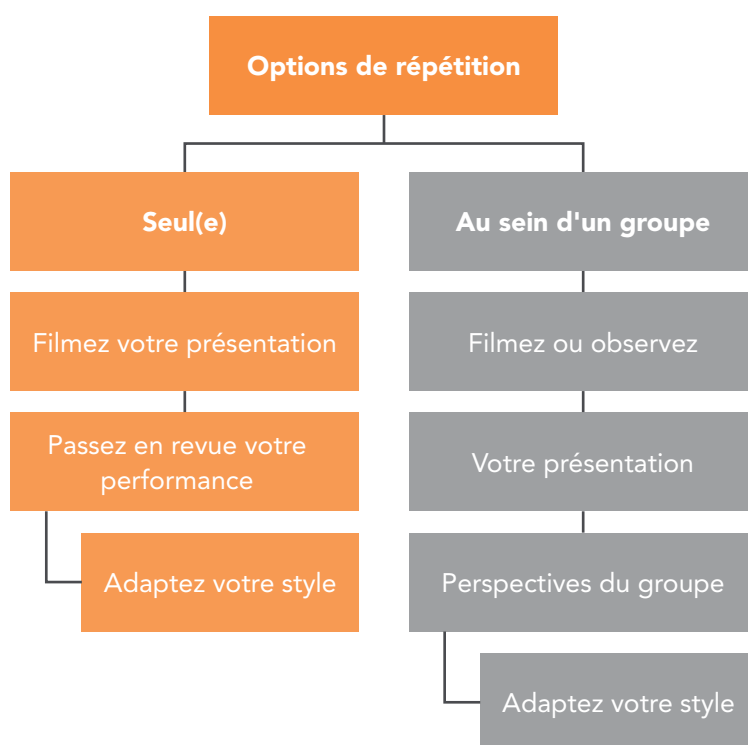 Options de répétition
Seul(e)
Filmez votre présentation
Passez en revue votre
performance
Adaptez votre style
Au sein d'un groupe
Filmez ou observez
Votre présentation
Perspectives du groupe
Adaptez votre style